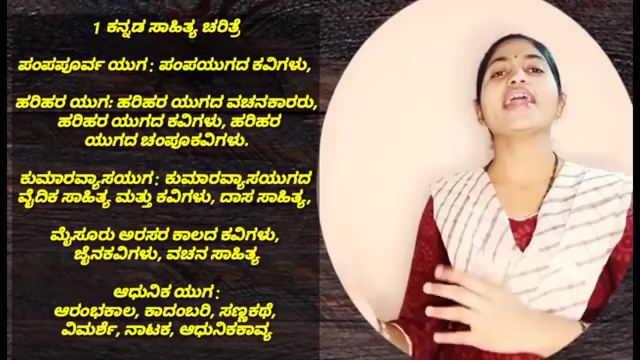 1 ಕನ್ನಡ ಸಾಹಿತ್ಯ ಚರಿತ್ರೆ
ಪಂಪಪೂರ್ವ ಯುಗ : ಪಂಪಯುಗದ ಕವಿಗಳು,
ಹರಿಹರ ಯುಗ: ಹರಿಹರ ಯುಗದ ವಚನಕಾರರು,
ಹರಿಹರ ಯುಗದ ಕವಿಗಳು, ಹರಿಹರ
ಯುಗದ ಚಂಪೂಕವಿಗಳು.
ಕುಮಾರವ್ಯಾಸಯುಗ : ಕುಮಾರವ್ಯಾಸಯುಗದ
ವೈದಿಕ ಸಾಹಿತ್ಯ ಮತ್ತು ಕವಿಗಳು, ದಾಸ ಸಾಹಿತ್ಯ,
ಮೈಸೂರು ಅರಸರ ಕಾಲದ ಕವಿಗಳು,
ಜೈನಕವಿಗಳು, ವಚನ ಸಾಹಿತ್ಯ
ಆಧುನಿಕ ಯುಗ :
ಆರಂಭಕಾಲ, ಕಾದಂಬರಿ, ಸಣ್ಣಕಥೆ,
ವಿಮರ್ಶೆ, ನಾಟಕ, ಆಧುನಿಕಕಾವ್ಯ